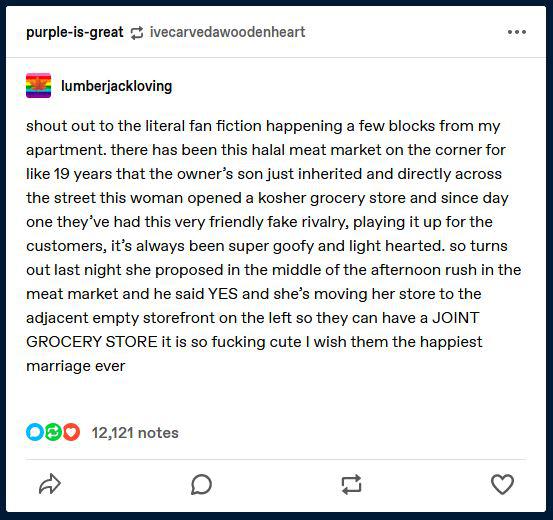 purple-is-great ivecarvedawoodenheart
lumberjackloving
shout out to the literal fan fiction happening a few blocks from my
apartment. there has been this halal meat market on the corner for
like 19 years that the owner's son just inherited and directly across
the street this woman opened a kosher grocery store and since day
one they've had this very friendly fake rivalry, playing it up for the
customers, it's always been super goofy and light hearted. so turns
out last night she proposed in the middle of the afternoon rush in the
meat market and he said YES and she's moving her store to the
adjacent empty storefront on the left so they can have a JOINT
GROCERY STORE it is so fucking cute I wish them the happiest
marriage ever
12,121 notes